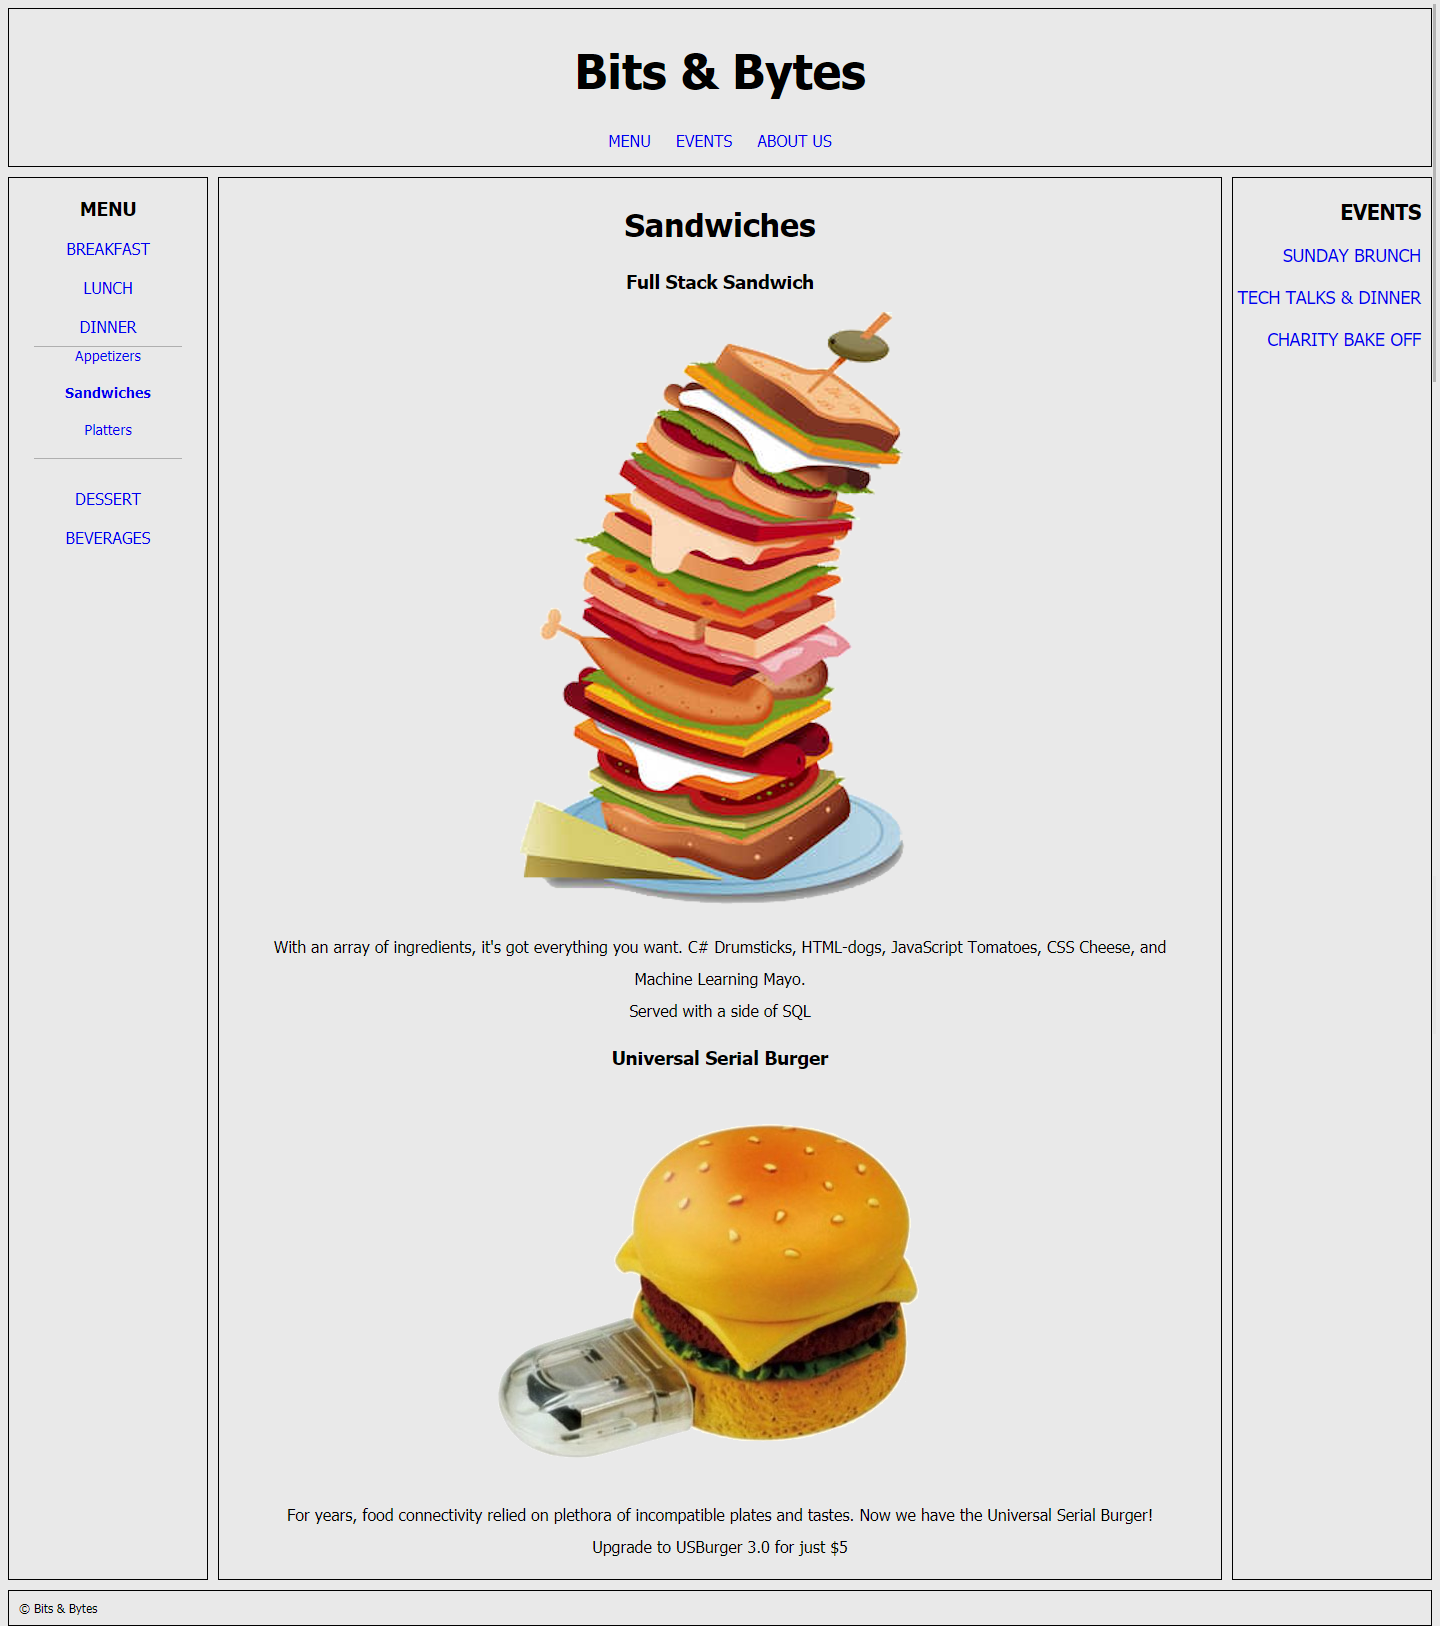 Bits & Bytes
MENU EVENTS ABOUT US
MENU
BREAKFAST
LUNCH
DINNER
Appetizers
Sandwiches
Platters
DESSERT
BEVERAGES
Sandwiches
Full Stack Sandwich
With an array of ingredients, it's got everything you want. C# Drumsticks, HTML-dogs, JavaScript Tomatoes, CSS Cheese, and
Machine Learning Mayo.
Served with a side of SQL
Universal Serial Burger
For years, food connectivity relied on plethora of incompatible plates and tastes. Now we have the Universal Serial Burger!
Upgrade to USBurger 3.0 for just $5
EVENTS
SUNDAY BRUNCH
TECH TALKS & DINNER
CHARITY BAKE OFF
© Bits & Bytes